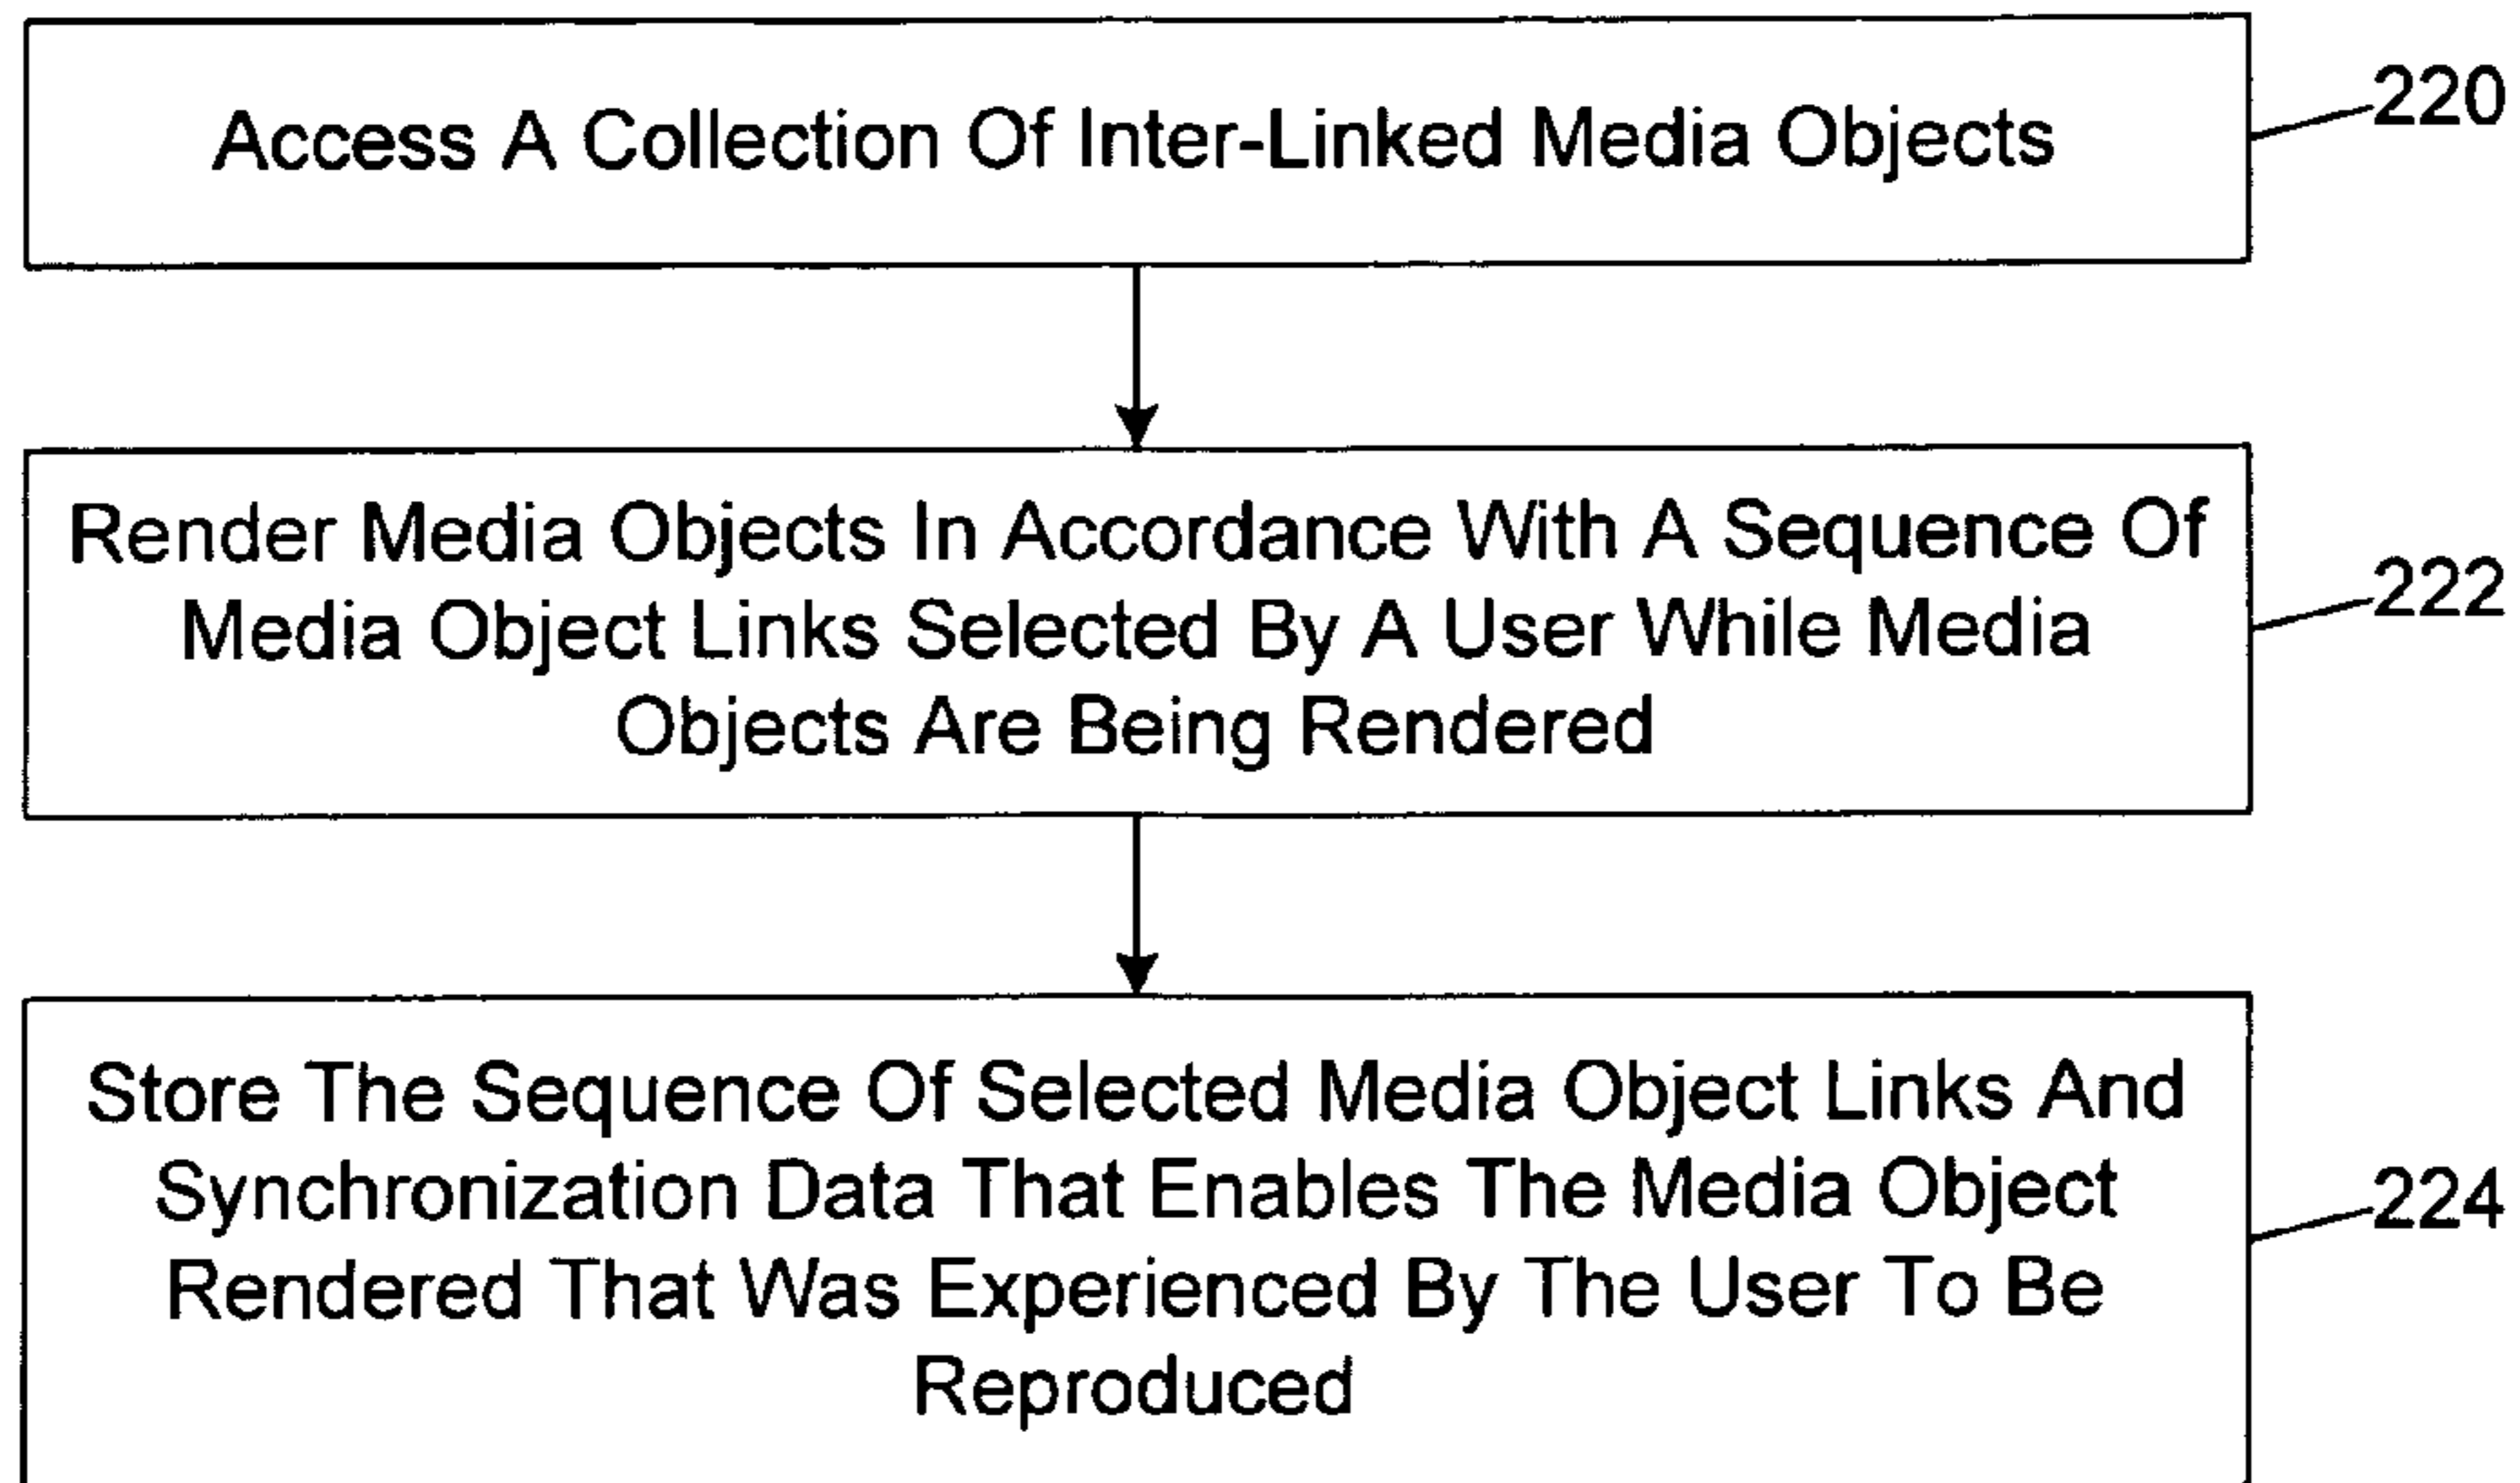 Access A Collection Of Inter-Linked Media Objects
220
Render Media Objects In Accordance With A Sequence Of
Media Object Links Selected By A User While Media
Objects Are Being Rendered
222
Store The Sequence Of Selected Media Object Links And
Synchronization Data That Enables The Media Object
Rendered That Was Experienced By The User To Be
Reproduced
224